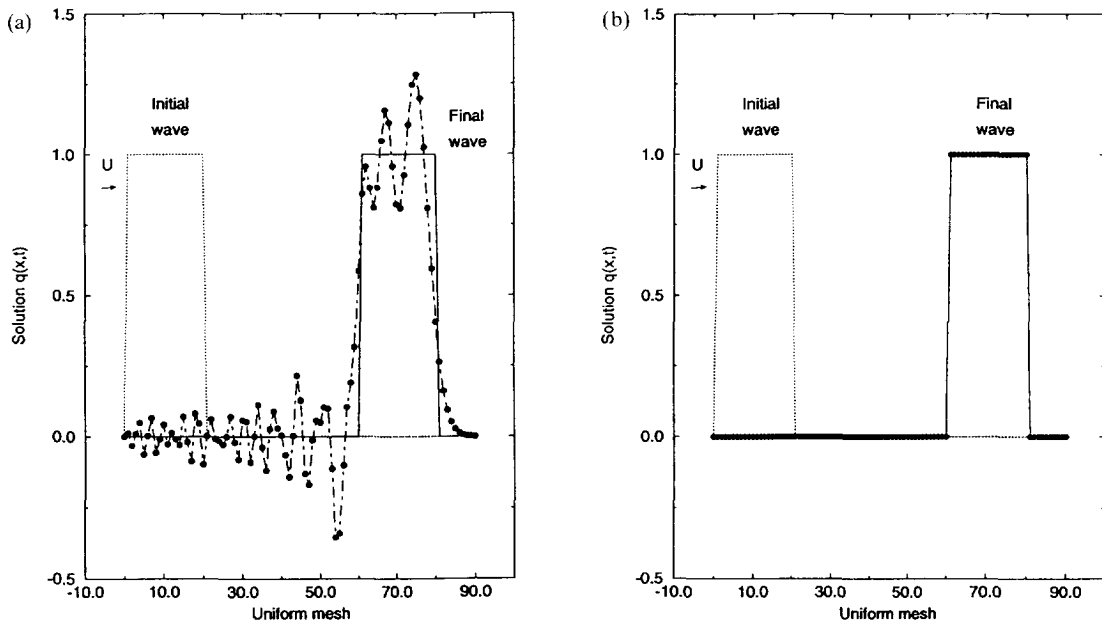 (a)
1.5
1.0
0.5
0.0
-0.5
Solution q(x,t)
Initial
wave
U
Final
wave
-10.0 10.0 30.0 50.0 70.0 90.0
Uniform mesh
(b)
1.5
1.0
0.5
0.0
-0.5
Solution q(x,t)
Initial
wave
U
Final
wave
-10.0 10.0 30.0 50.0 70.0 90.0
Uniform mesh